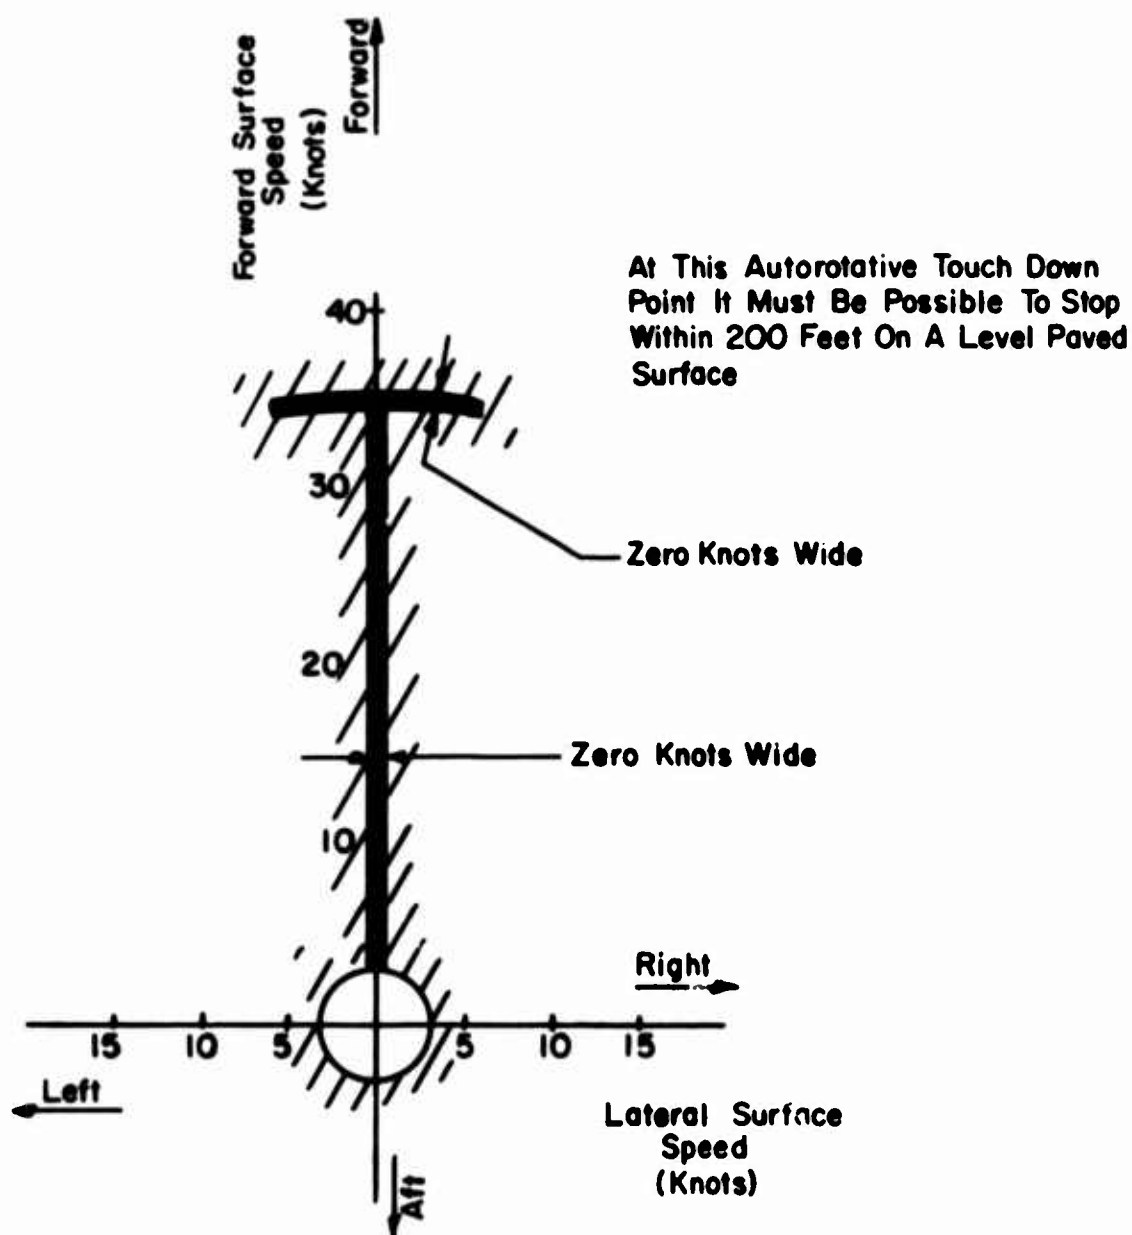 Forward Surface
Speed
(Knots)
Forward
At This Autorotative Touch Down
Point It Must Be Possible To Stop
Within 200 Feet On A Level Paved
Surface
40
30
Zero Knots Wide
20
Zero Knots Wide
10
Right
15 10 5 5 10 15
Left
Lateral Surface
Speed
(Knots)
Aft